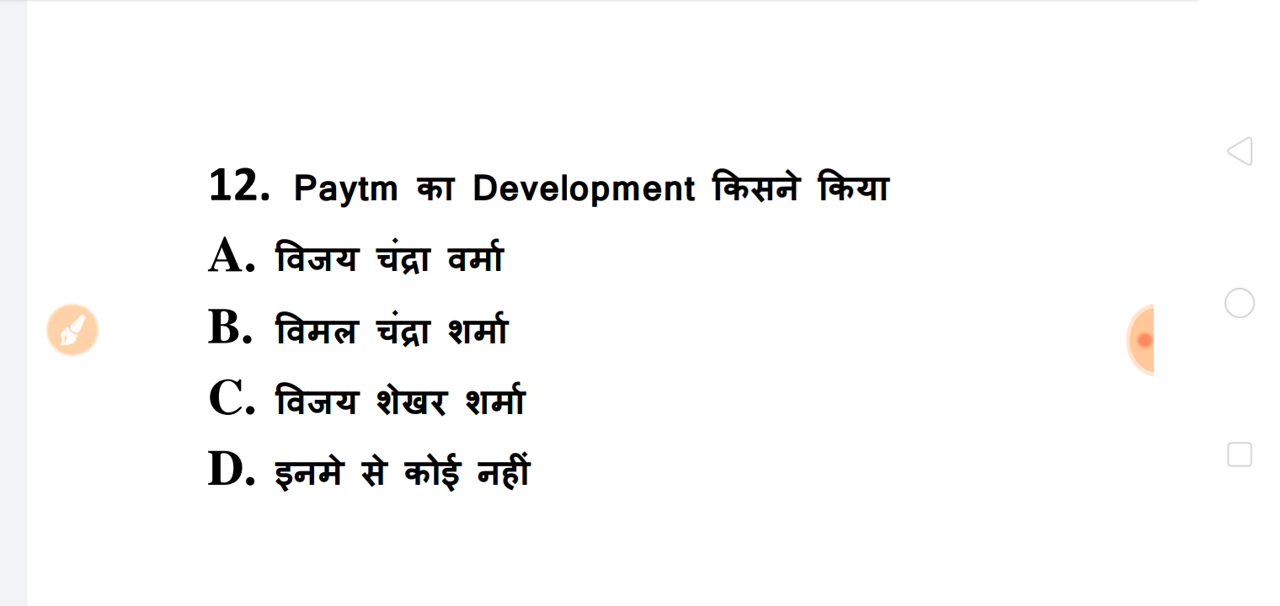 12. Paytm का Development किसने किया
A. विजय चंद्रा वर्मा
B. विमल चंद्रा शर्मा
C. विजय शेखर शर्मा
D. इनमे से कोई नहीं